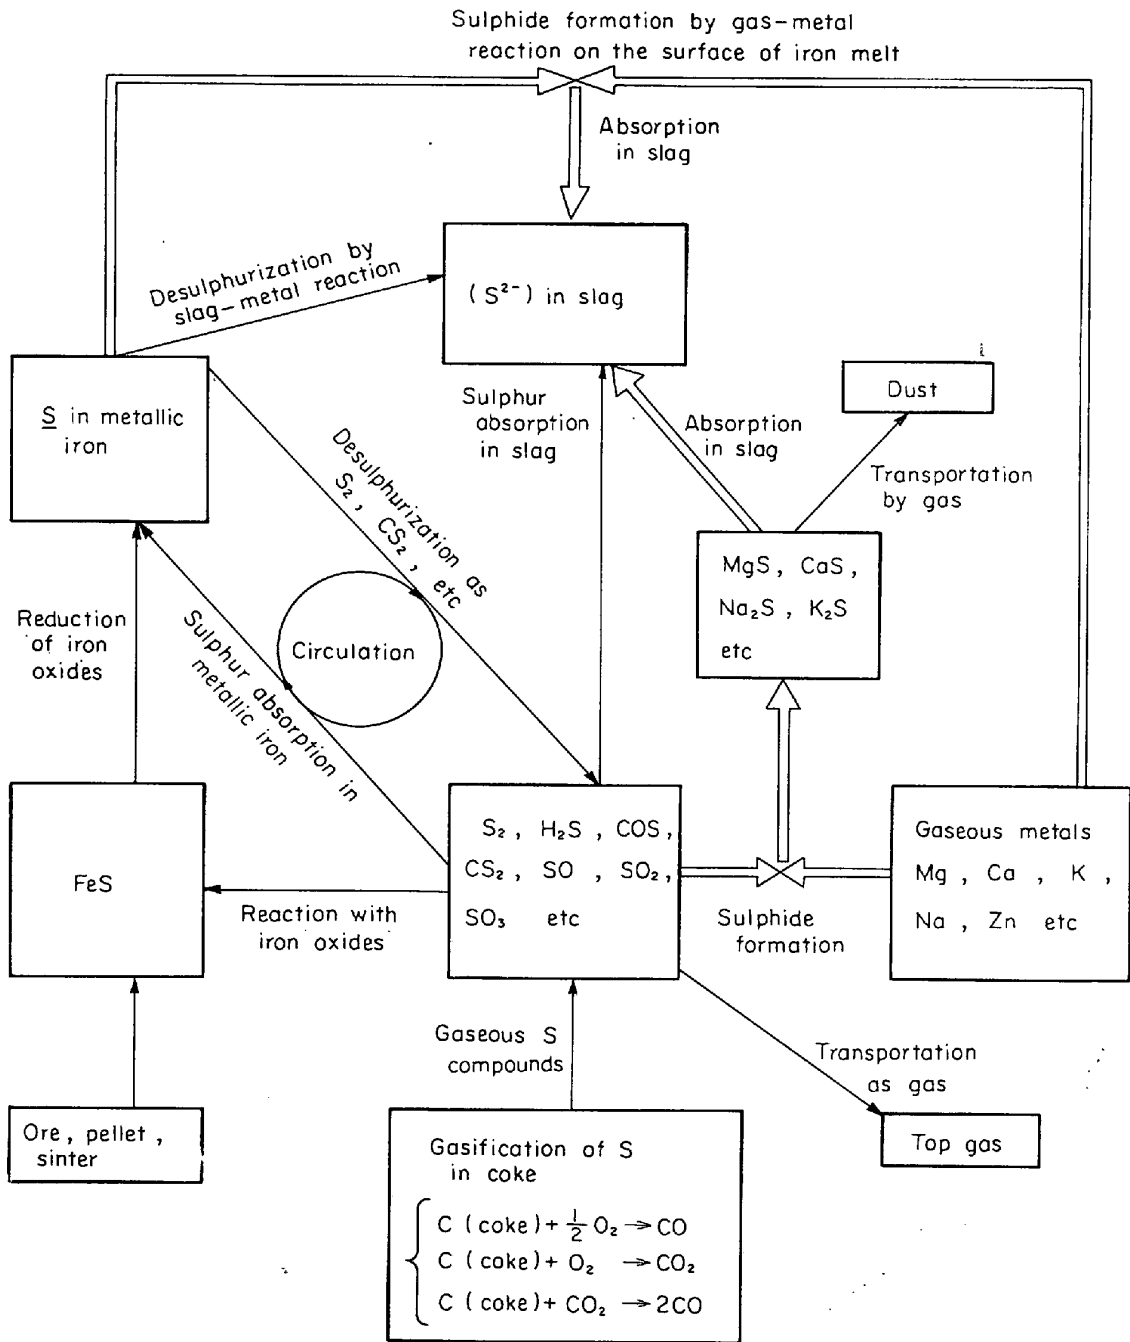 Sulphide formation by gas-metal
reaction on the surface of iron melt
Absorption
in slag
Desulphurization by
slag-metal reaction
(S²⁻) in slag
S in metallic
iron
Sulphur
absorption
in slag
Absorption
in slag
Dust
Transportation
by gas
Desulphurization as
S₂, CS₂, etc
MgS, CaS,
Na₂S, K₂S
etc
Reduction
of iron
oxides
Circulation
Sulphur absorption in
metallic iron
FeS
Reaction with
iron oxides
S₂, H₂S, COS,
CS₂, SO, SO₂,
SO₃ etc
Sulphide
formation
Gaseous metals
Mg, Ca, K,
Na, Zn etc
Gaseous S
compounds
Transportation
as gas
Ore, pellet,
sinter
Top gas
Gasification of S
in coke
C (coke) + 1/2 O₂ → CO
C (coke) + O₂ → CO₂
C (coke) + CO₂ → 2CO